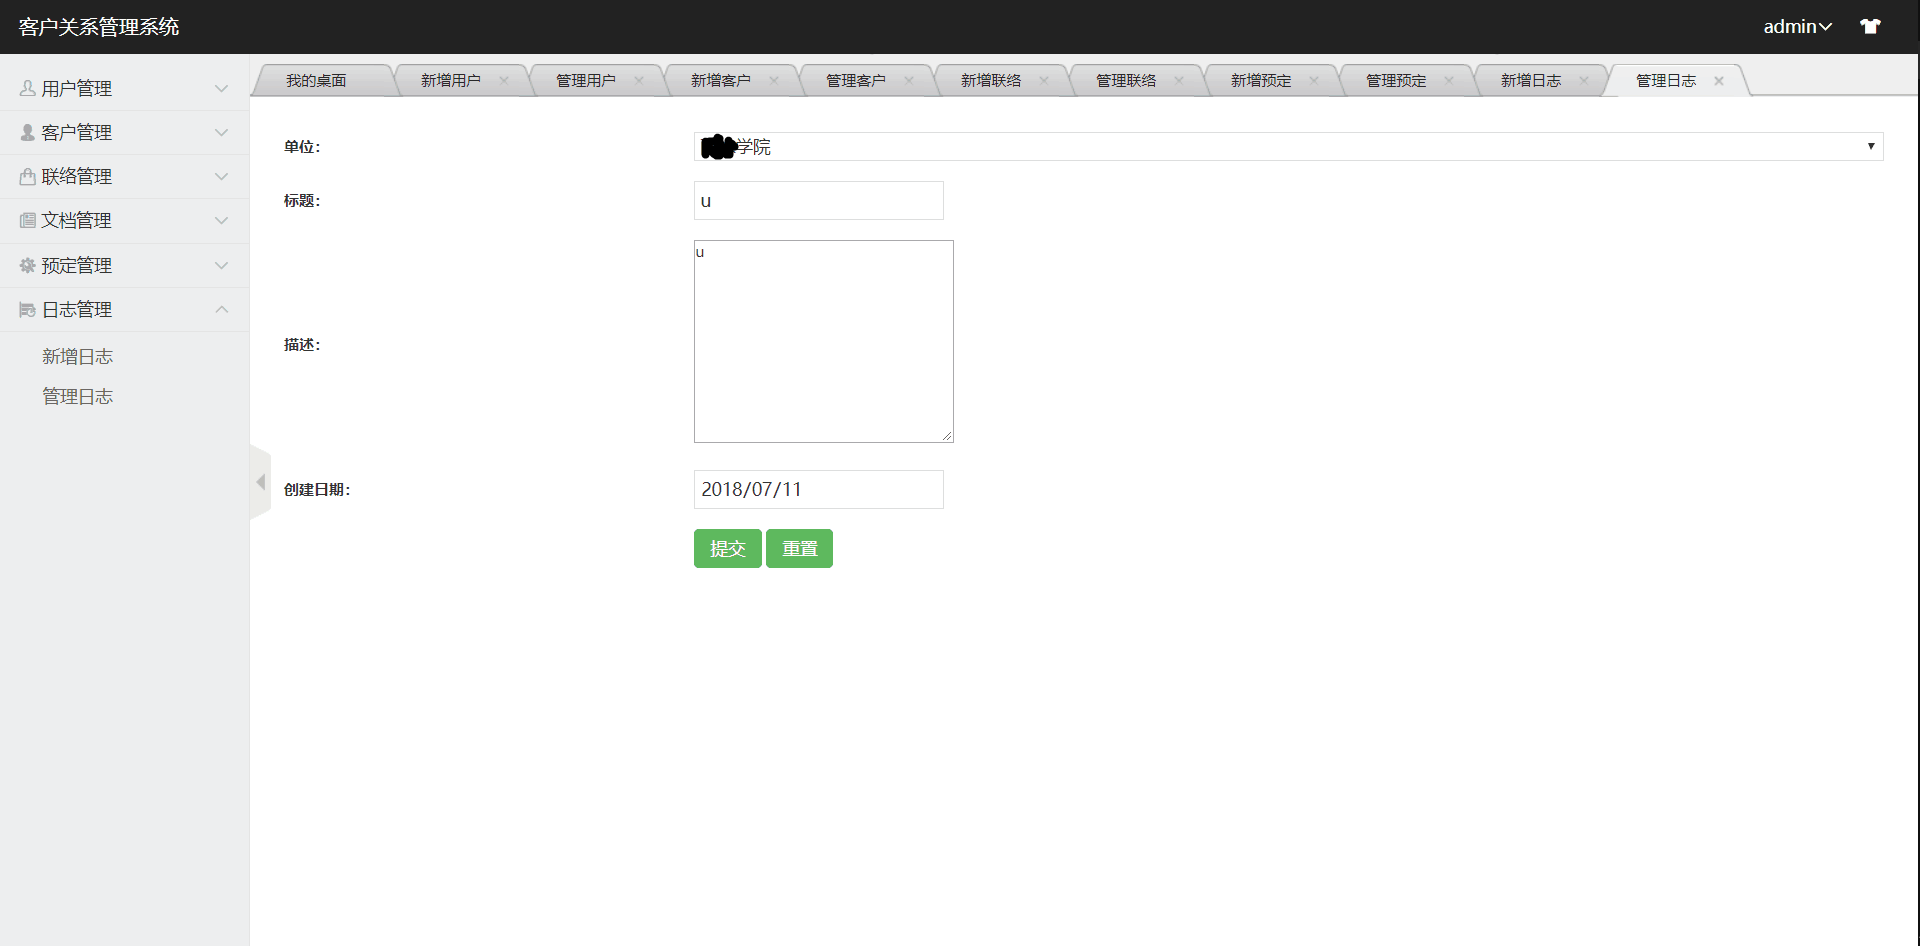 客户关系管理系统
admin
用户管理
客户管理
联络管理
文档管理
预定管理
日志管理
新增日志
管理日志
我的桌面 新增用户 管理用户 新增客户 管理客户 新增联络 管理联络 新增预定 管理预定 新增日志 管理日志
单位： 学院
标题： u
描述： u
创建日期： 2018/07/11
提交 重置